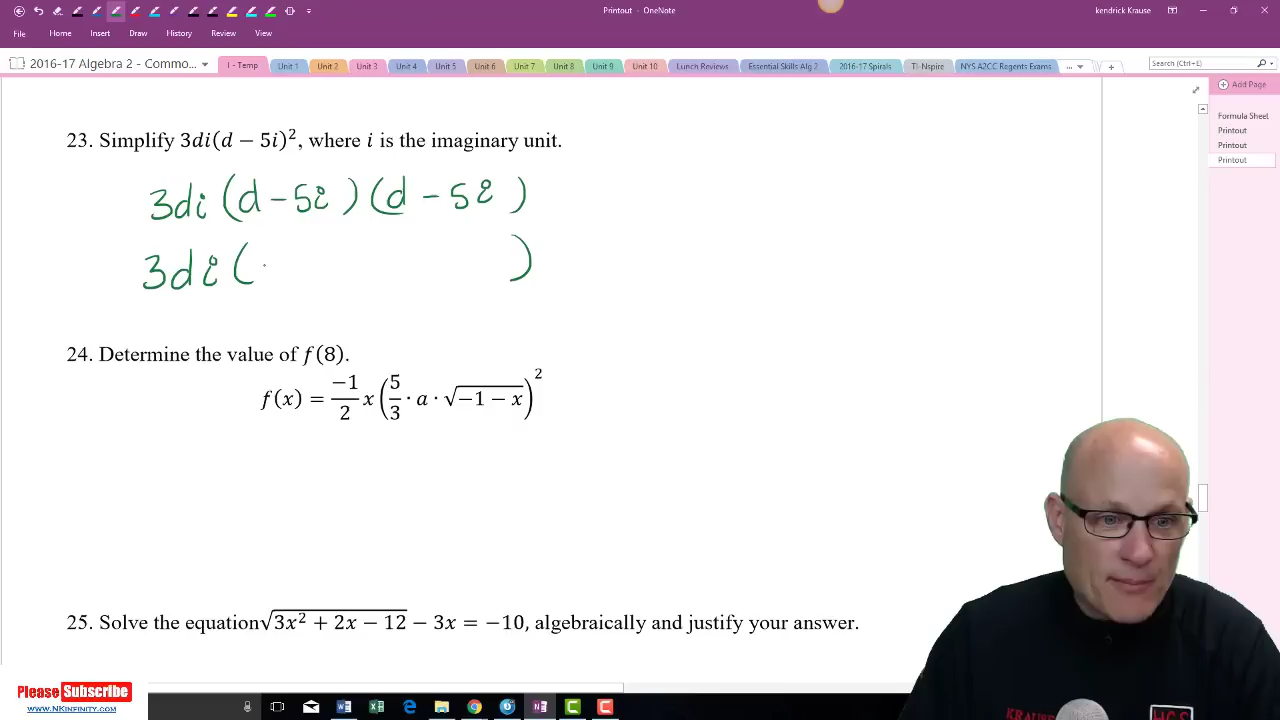 Printout - OneNote
kendrick Krause
File Home Insert Draw History Review View
2016-17 Algebra 2 - Commo... I - Temp Unit 1 Unit 2 Unit 3 Unit 4 Unit 5 Unit 6 Unit 7 Unit 8 Unit 9 Unit 10 Lunch Reviews Essential Skills Alg 2 2016-17 Spirals TI-Nspire NYS A2CC Regents Exams ... Search (Ctrl+E)
Add Page
Formula Sheet
Printout
Printout
Printout
23. Simplify 3di(d − 5i)², where i is the imaginary unit.
3di(d-5i)(d-5i)
3di( )
24. Determine the value of f(8).
f(x) = -1/2 x(5/3 · a · √−1 − x)²
25. Solve the equation√3x² + 2x − 12 − 3x = −10, algebraically and justify your answer.
Please Subscribe
www.NKinfinity.com
KRAUSE